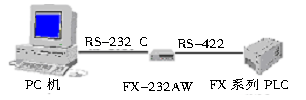 RS-232 C
RS-422
PC 机
FX-232AW
FX 系列 PLC